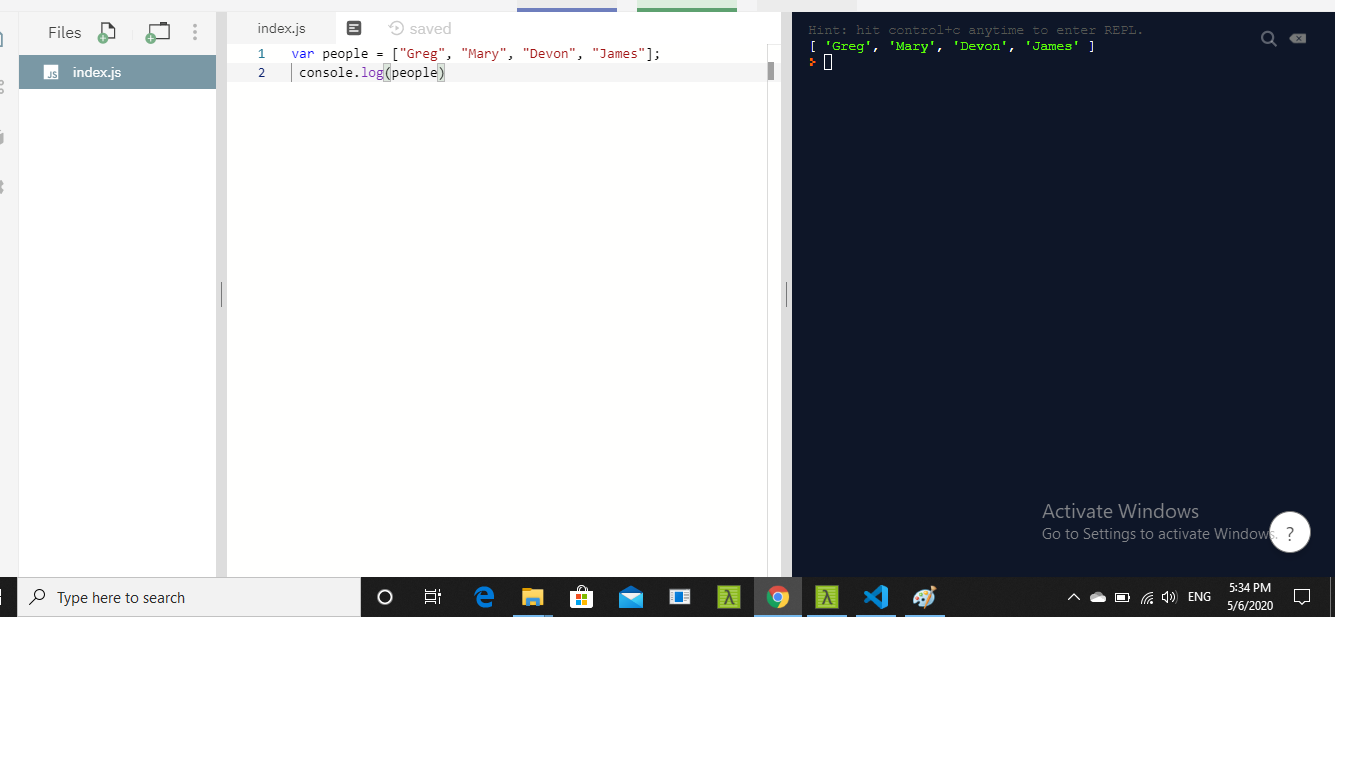 Files
index.js
index.js
saved
1 var people = ["Greg", "Mary", "Devon", "James"];
2 console.log(people)
Hint: hit control+c anytime to enter REPL.
[ 'Greg', 'Mary', 'Devon', 'James' ]
Activate Windows
Go to Settings to activate Windows.
?
Type here to search
ENG
5:34 PM
5/6/2020